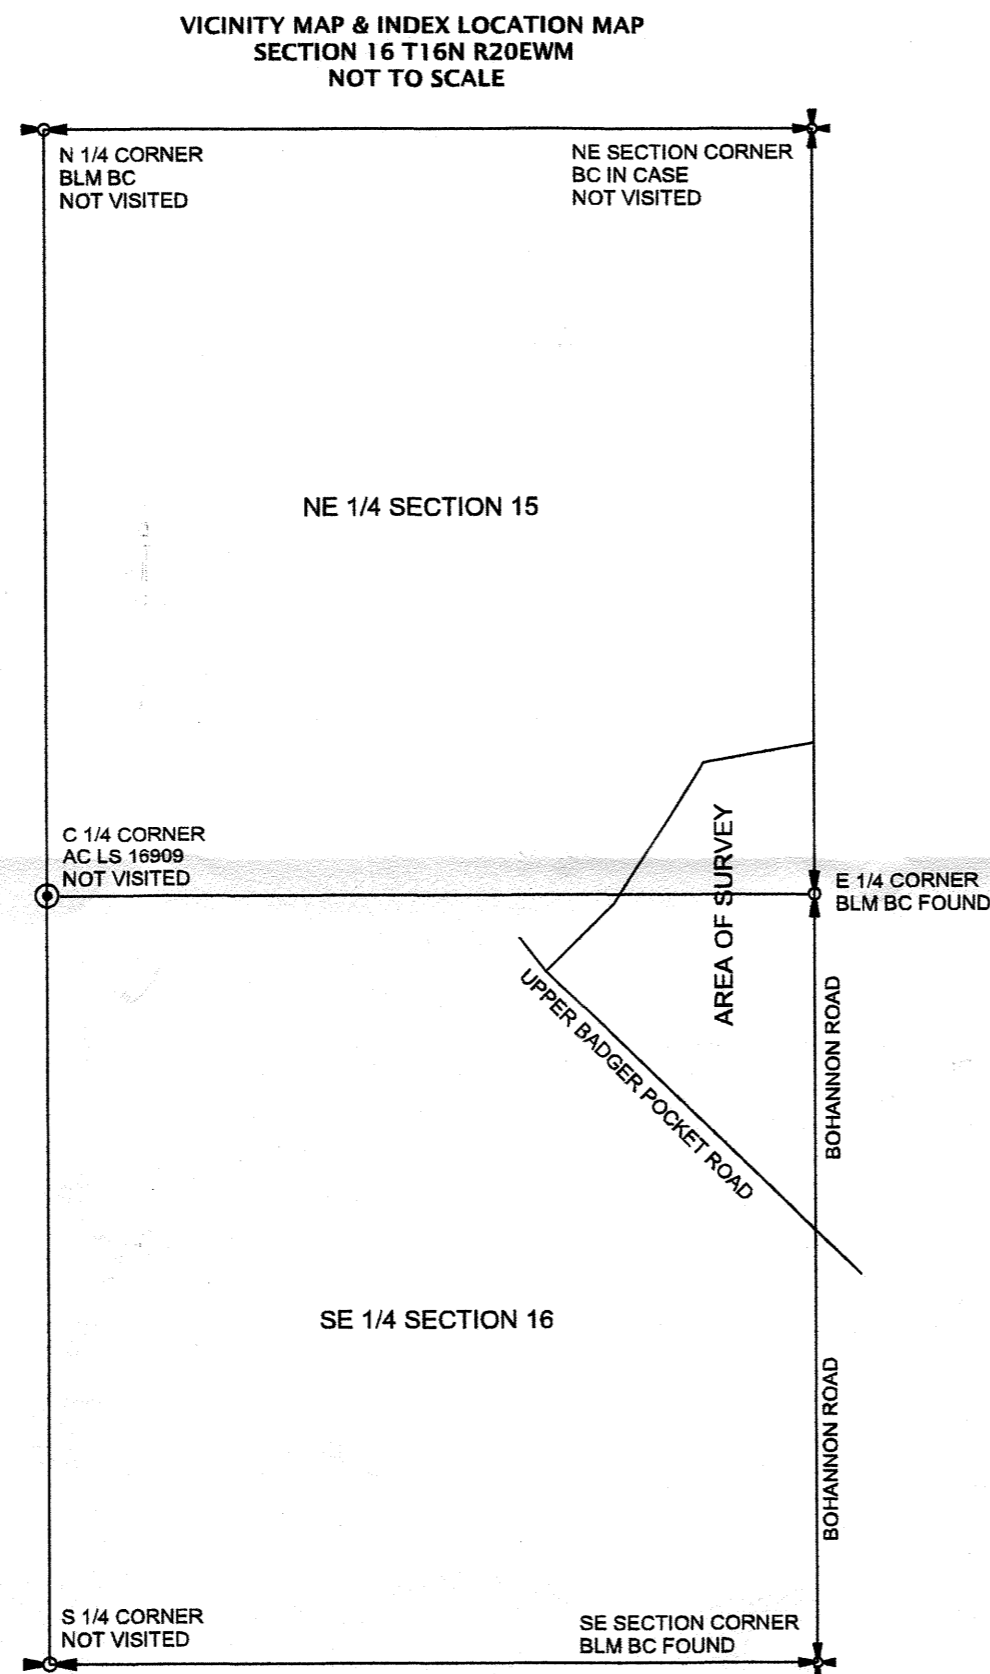 VICINITY MAP & INDEX LOCATION MAP
SECTION 16 T16N R20EWM
NOT TO SCALE
N 1/4 CORNER
BLM BC
NOT VISITED
NE SECTION CORNER
BC IN CASE
NOT VISITED
NE 1/4 SECTION 15
C 1/4 CORNER
AC LS 16909
NOT VISITED
AREA OF SURVEY
E 1/4 CORNER
BLM BC FOUND
UPPER BADGER POCKET ROAD
BOHANNON ROAD
SE 1/4 SECTION 16
BOHANNON ROAD
S 1/4 CORNER
NOT VISITED
SE SECTION CORNER
BLM BC FOUND